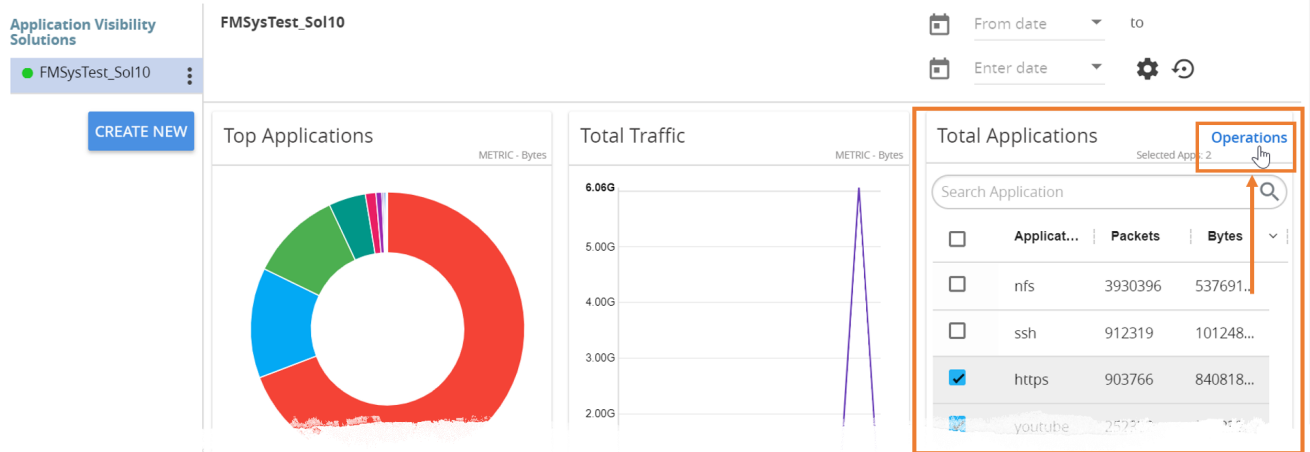 Application Visibility
Solutions
FMSysTest_Sol10
CREATE NEW
FMSysTest_Sol10
From date
to
Enter date
Top Applications
METRIC - Bytes
Total Traffic
METRIC - Bytes
6.06G
5.00G
4.00G
3.00G
2.00G
Total Applications
Operations
Selected Apps: 2
Search Application
Applicat... Packets Bytes
nfs 3930396 537691...
ssh 912319 101248...
https 903766 840818...
youtube